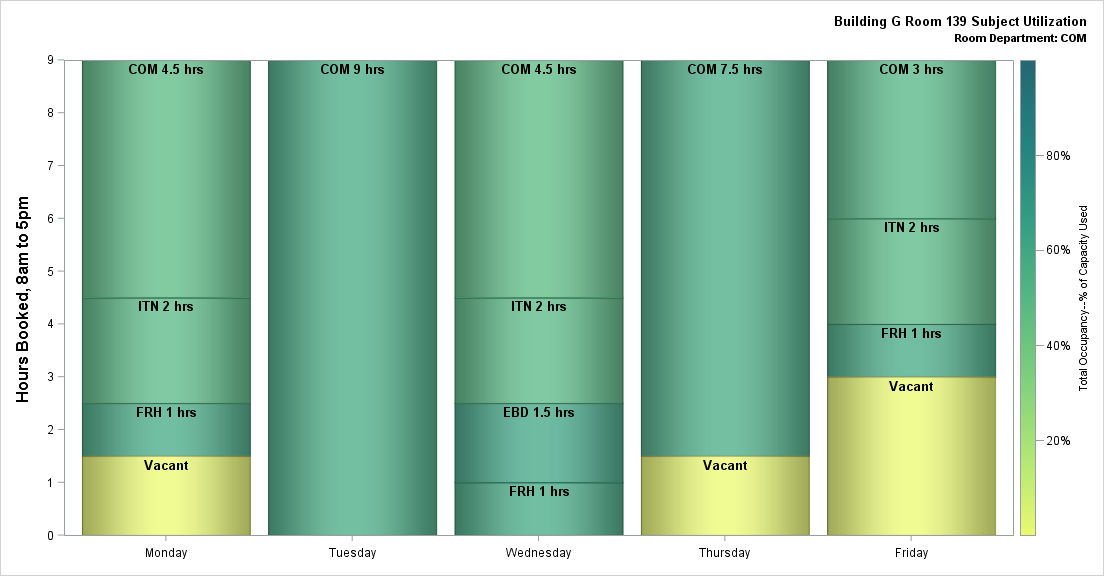 Building G Room 139 Subject Utilization
Room Department: COM
Hours Booked, 8am to 5pm
9
8
7
6
5
4
3
2
1
0
COM 4.5 hrs
ITN 2 hrs
FRH 1 hrs
Vacant
COM 9 hrs
COM 4.5 hrs
ITN 2 hrs
EBD 1.5 hrs
FRH 1 hrs
COM 7.5 hrs
Vacant
COM 3 hrs
ITN 2 hrs
FRH 1 hrs
Vacant
Monday
Tuesday
Wednesday
Thursday
Friday
80%
60%
40%
20%
Total Occupancy--% of Capacity Used